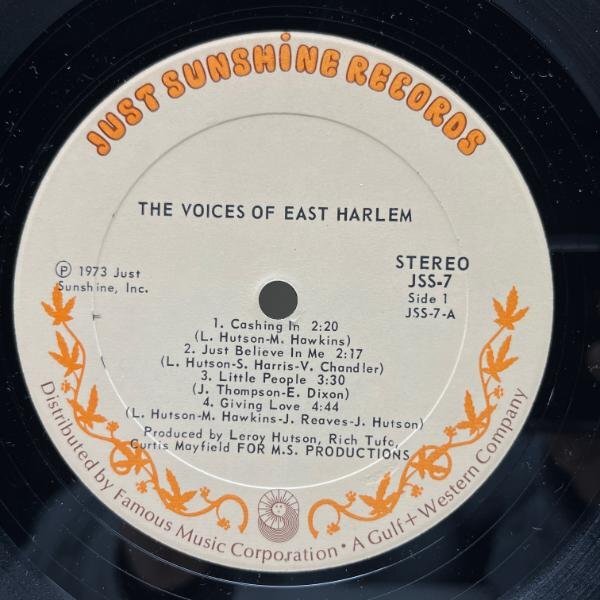 JUST SUNSHINE RECORDS
THE VOICES OF EAST HARLEM
Ⓟ 1973 Just
Sunshine, Inc.
STEREO
JSS-7
Side 1
JSS-7-A
1. Cashing In 2:20
(L. Hutson-M. Hawkins)
2. Just Believe In Me 2:17
(L. Hutson-S. Harris-V. Chandler)
3. Little People 3:30
(J. Thompson-E. Dixon)
4. Giving Love 4:44
(L. Hutson-M. Hawkins-J. Reaves-J. Hutson)
Produced by Leroy Hutson, Rich Tufo,
Curtis Mayfield FOR M.S. PRODUCTIONS
Distributed by Famous Music Corporation • A Gulf+Western Company